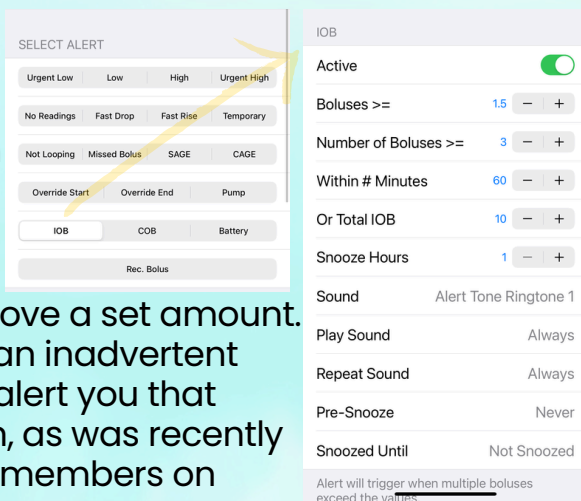 SELECT ALERT
Urgent Low Low High Urgent High
No Readings Fast Drop Fast Rise Temporary
Not Looping Missed Bolus SAGE CAGE
Override Start Override End Pump
IOB COB Battery
Rec. Bolus
ove a set amount.
an inadvertent
alert you that
n, as was recently
members on
IOB
Active
Boluses >= 1.5 − +
Number of Boluses >= 3 − +
Within # Minutes 60 − +
Or Total IOB 10 − +
Snooze Hours 1 − +
Sound Alert Tone Ringtone 1
Play Sound Always
Repeat Sound Always
Pre-Snooze Never
Snoozed Until Not Snoozed
Alert will trigger when multiple boluses
exceed the values